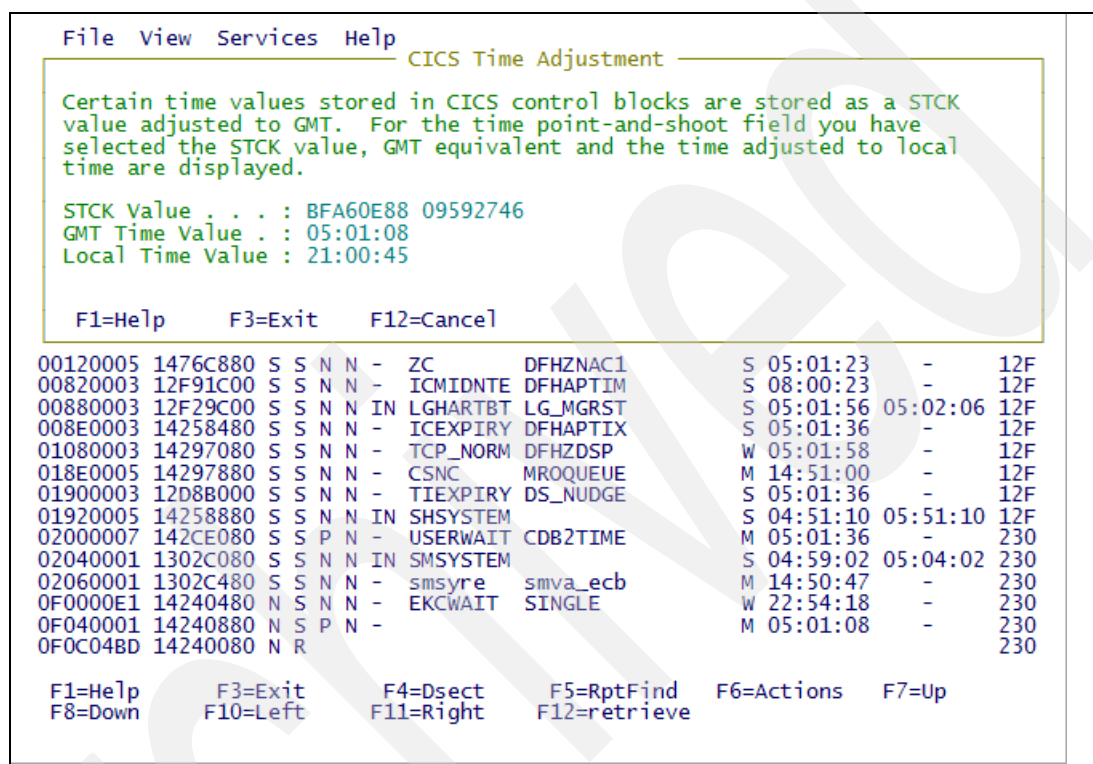 File View Services Help
CICS Time Adjustment
Certain time values stored in CICS control blocks are stored as a STCK
value adjusted to GMT. For the time point-and-shoot field you have
selected the STCK value, GMT equivalent and the time adjusted to local
time are displayed.
STCK Value . . . : BFA60E88 09592746
GMT Time Value . : 05:01:08
Local Time Value : 21:00:45
F1=Help F3=Exit F12=Cancel
00120005 1476C880 S S N N - ZC DFHZNAC1 S 05:01:23 - 12F
00820003 12F91C00 S S N N - ICMIDNTE DFHAPTIM S 08:00:23 - 12F
00880003 12F29C00 S S N N IN LGHARTBT LG_MGRST S 05:01:56 05:02:06 12F
008E0003 14258480 S S N N - ICEXPIRY DFHAPTIX S 05:01:36 - 12F
01080003 14297080 S S N N - TCP_NORM DFHZDSP W 05:01:58 - 12F
018E0005 14297880 S S N N - CSNC MROQUEUE M 14:51:00 - 12F
01900003 12D8B000 S S N N - TIEXPIRY DS_NUDGE S 05:01:36 - 12F
01920005 14258880 S S N N IN SHSYSTEM S 04:51:10 05:51:10 12F
02000007 142CE080 S S P N - USERWAIT CDB2TIME M 05:01:36 - 230
02040001 1302C080 S S N N IN SMSYSTEM S 04:59:02 05:04:02 230
02060001 1302C480 S S N N - smsyre smva_ecb M 14:50:47 - 230
0F0000E1 14240480 N S N N - EKCWAIT SINGLE W 22:54:18 - 230
0F040001 14240880 N S P N - M 05:01:08 - 230
0F0C04BD 14240080 N R 230
F1=Help F3=Exit F4=Dsect F5=RptFind F6=Actions F7=Up
F8=Down F10=Left F11=Right F12=retrieve